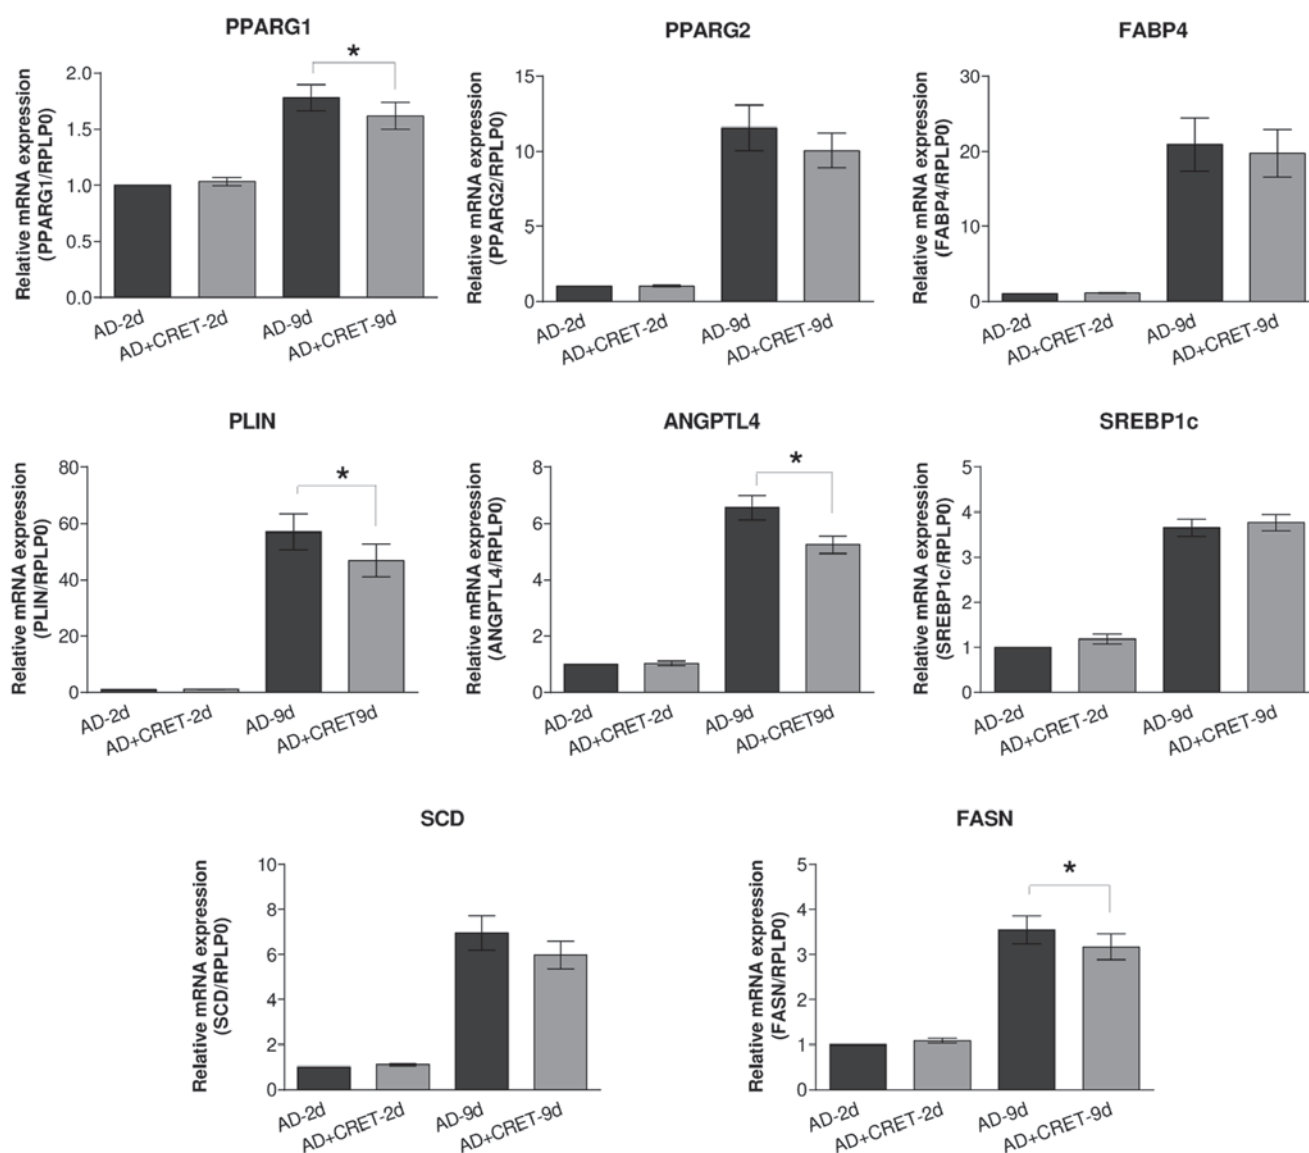 PPARG1
Relative mRNA expression
(PPARG1/RPLP0)
2.0
1.5
1.0
0.5
0.0
*
AD-2d
AD+CRET-2d
AD-9d
AD+CRET-9d
PPARG2
Relative mRNA expression
(PPARG2/RPLP0)
15
10
5
0
AD-2d
AD+CRET-2d
AD-9d
AD+CRET-9d
FABP4
Relative mRNA expression
(FABP4/RPLP0)
30
20
10
0
AD-2d
AD+CRET-2d
AD-9d
AD+CRET-9d
PLIN
Relative mRNA expression
(PLIN/RPLP0)
80
60
40
20
0
*
AD-2d
AD+CRET-2d
AD-9d
AD+CRET9d
ANGPTL4
Relative mRNA expression
(ANGPTL4/RPLP0)
8
6
4
2
0
*
AD-2d
AD+CRET-2d
AD-9d
AD+CRET9d
SREBP1c
Relative mRNA expression
(SREBP1c/RPLP0)
5
4
3
2
1
0
AD-2d
AD+CRET-2d
AD-9d
AD+CRET-9d
SCD
Relative mRNA expression
(SCD/RPLP0)
10
8
6
4
2
0
AD-2d
AD+CRET-2d
AD-9d
AD+CRET-9d
FASN
Relative mRNA expression
(FASN/RPLP0)
5
4
3
2
1
0
*
AD-2d
AD+CRET-2d
AD-9d
AD+CRET-9d